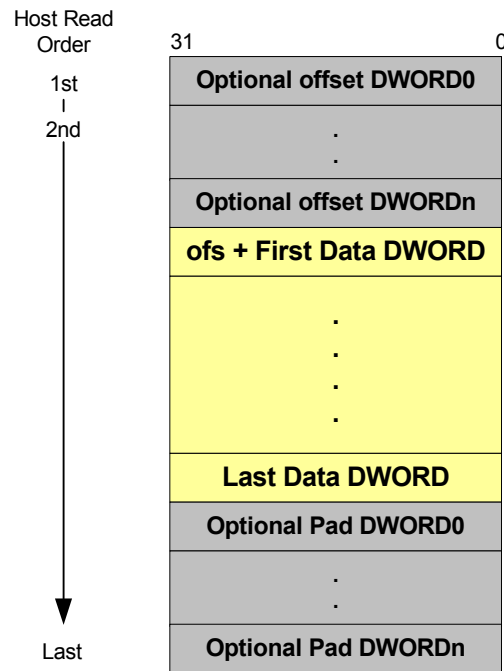 Host Read
Order
31
0
1st
2nd
Optional offset DWORD0
.
.
Optional offset DWORDn
ofs + First Data DWORD
.
.
.
.
Last Data DWORD
Optional Pad DWORD0
.
.
Last
Optional Pad DWORDn